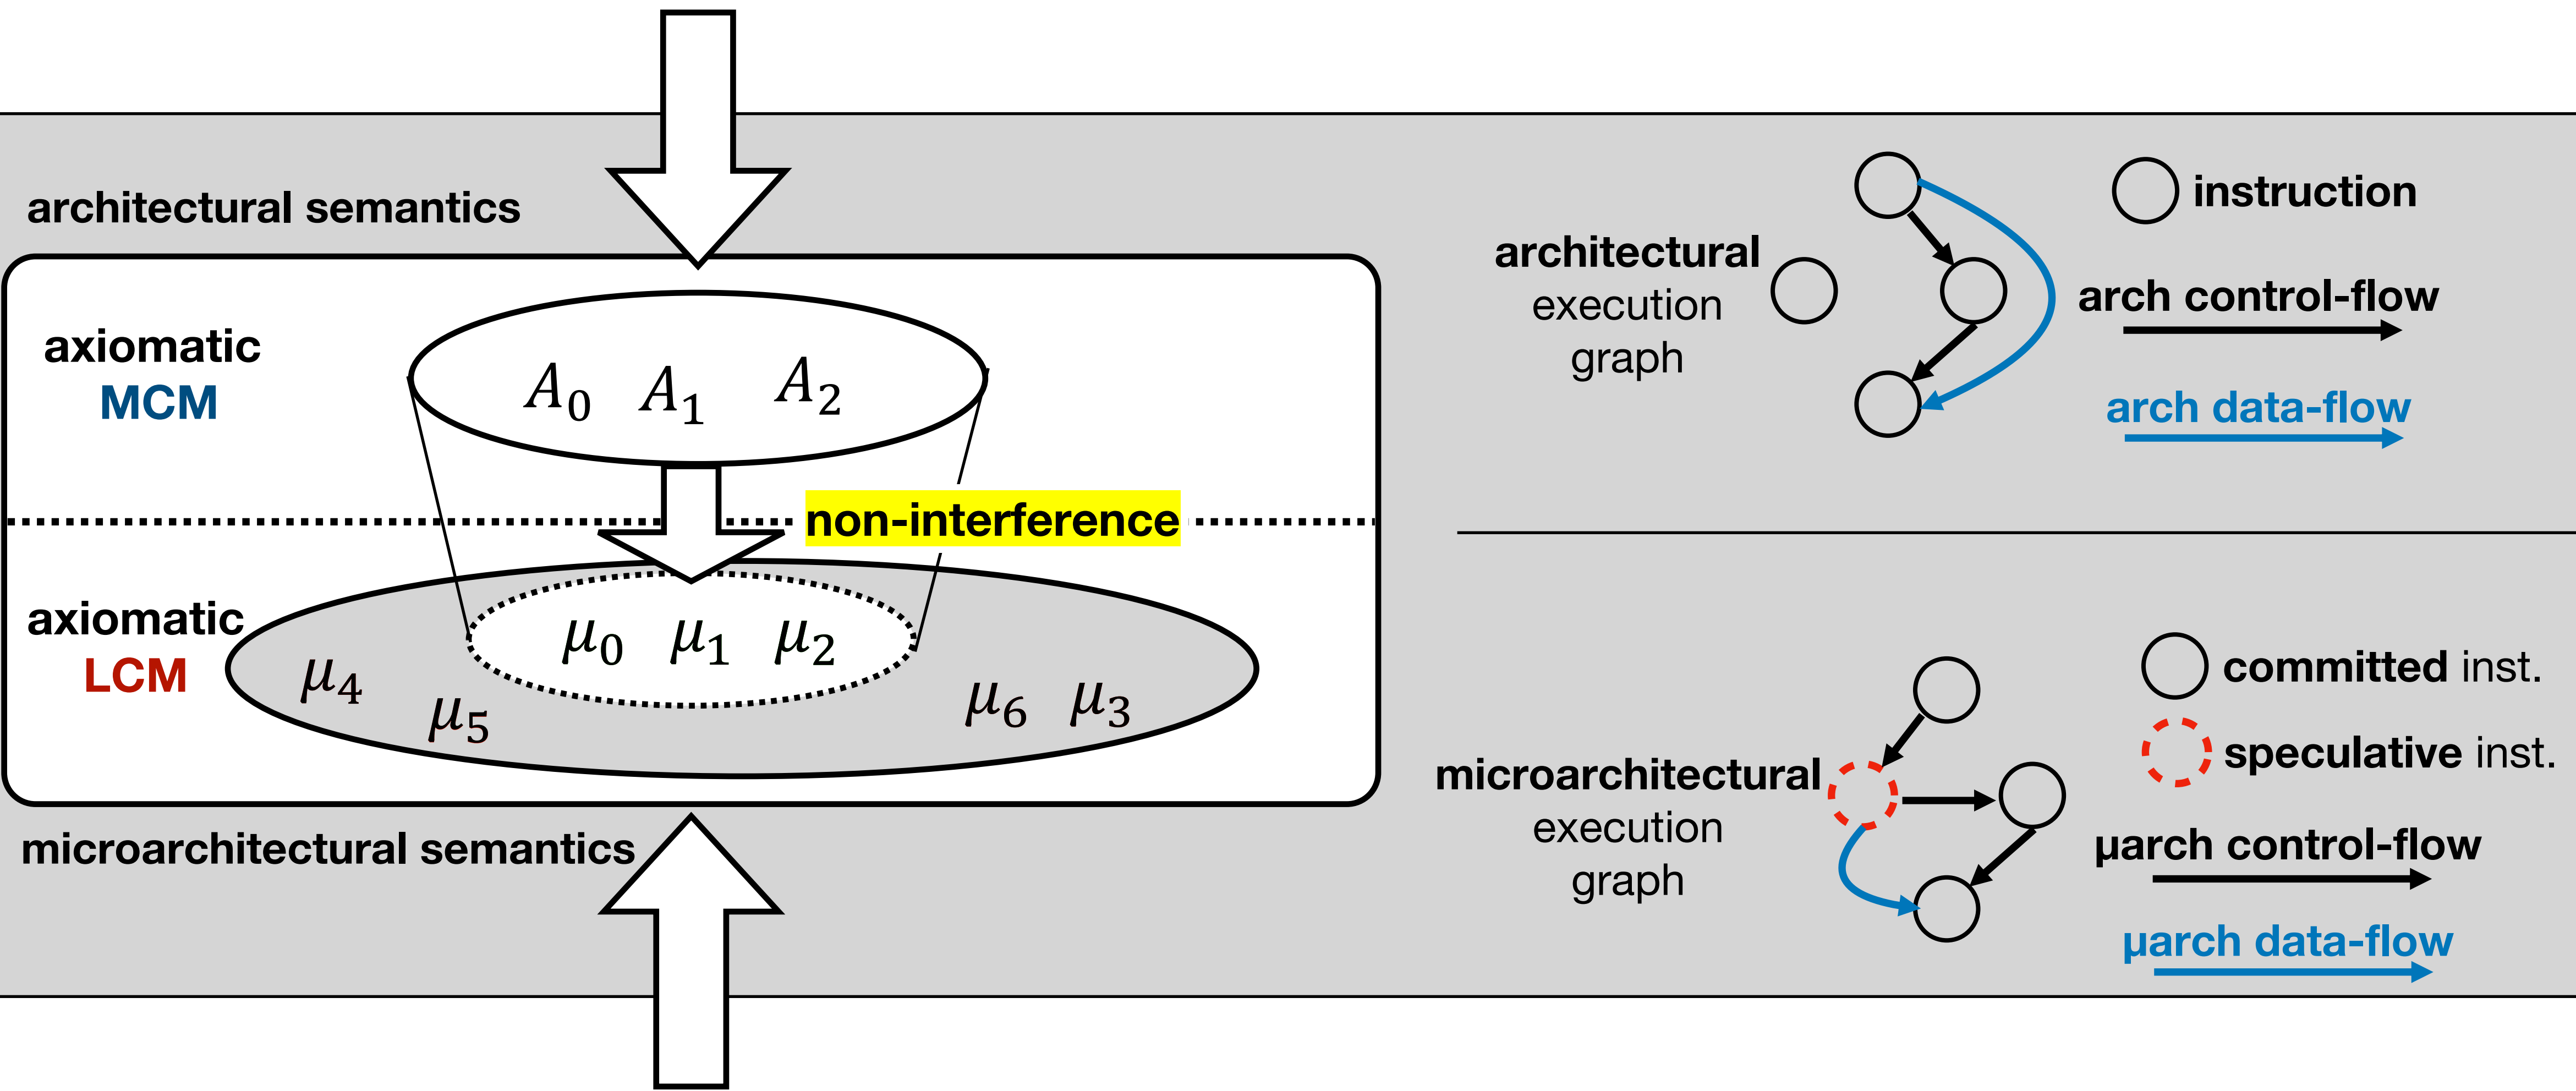 architectural semantics
axiomatic
MCM
A₀ A₁ A₂
non-interference
axiomatic
LCM
μ₀ μ₁ μ₂
μ₄ μ₅ μ₆ μ₃
microarchitectural semantics
architectural
execution
graph
instruction
arch control-flow
arch data-flow
microarchitectural
execution
graph
committed inst.
speculative inst.
μarch control-flow
μarch data-flow